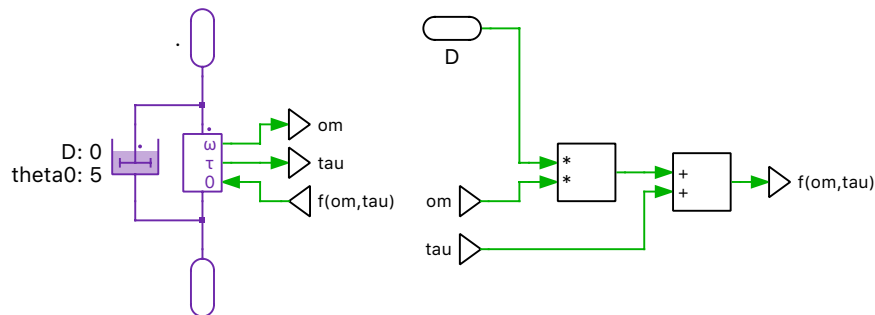 D: 0
theta0: 5
ω
τ
0
om
tau
f(om,tau)
D
om
tau
*
*
+
+
f(om,tau)